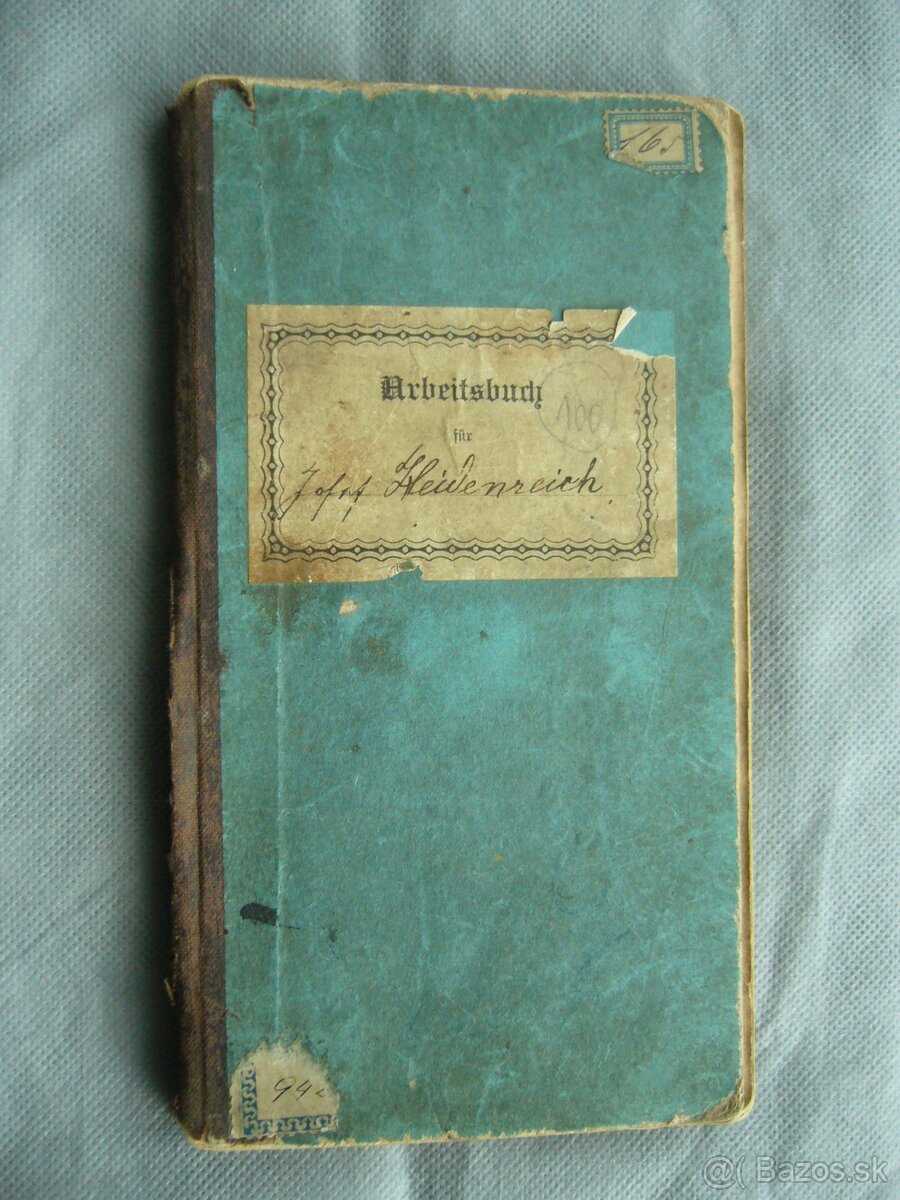 165
Arbeitsbuch
100
für
Josef Heidenreich
94
@( Bazos.sk